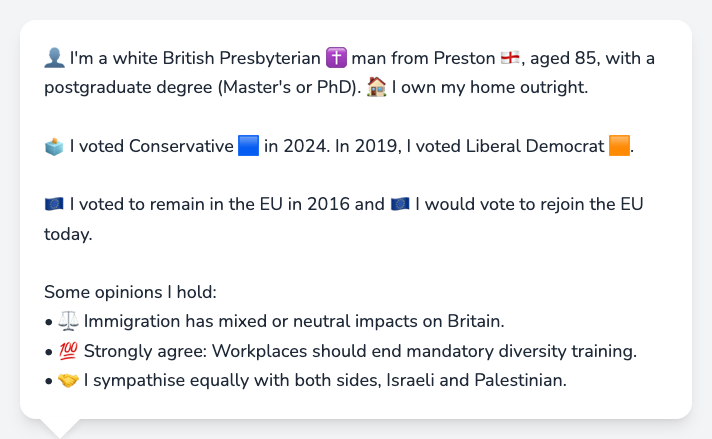 👤 I'm a white British Presbyterian ✝️ man from Preston 🏴󠁧󠁢󠁥󠁮󠁧󠁿, aged 85, with a
postgraduate degree (Master's or PhD). 🏠 I own my home outright.
🗳️ I voted Conservative 🟦 in 2024. In 2019, I voted Liberal Democrat 🟧.
🇪🇺 I voted to remain in the EU in 2016 and 🇪🇺 I would vote to rejoin the EU
today.
Some opinions I hold:
• ⚖️ Immigration has mixed or neutral impacts on Britain.
• 💯 Strongly agree: Workplaces should end mandatory diversity training.
• 🤝 I sympathise equally with both sides, Israeli and Palestinian.